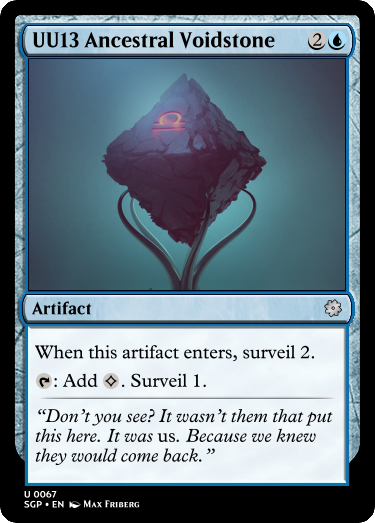 UU13 Ancestral Voidstone 2
Artifact
When this artifact enters, surveil 2.
: Add . Surveil 1.
“Don’t you see? It wasn’t them that put
this here. It was us. Because we knew
they would come back.”
U 0067
SGP • EN Max Friberg